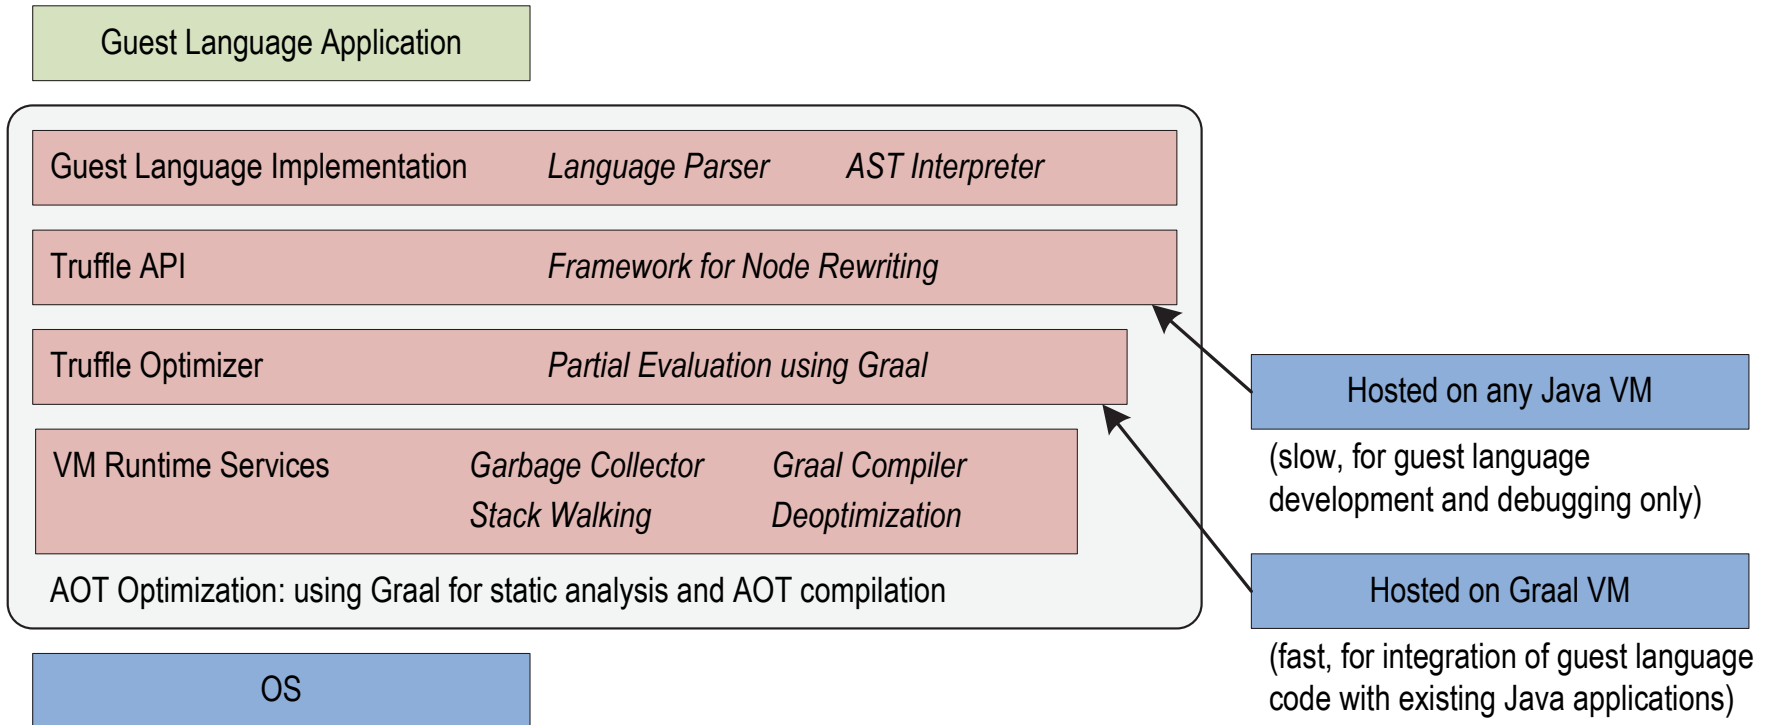 Guest Language Application
Guest Language Implementation Language Parser AST Interpreter
Truffle API Framework for Node Rewriting
Truffle Optimizer Partial Evaluation using Graal
VM Runtime Services Garbage Collector Graal Compiler
Stack Walking Deoptimization
AOT Optimization: using Graal for static analysis and AOT compilation
OS
Hosted on any Java VM
(slow, for guest language
development and debugging only)
Hosted on Graal VM
(fast, for integration of guest language
code with existing Java applications)